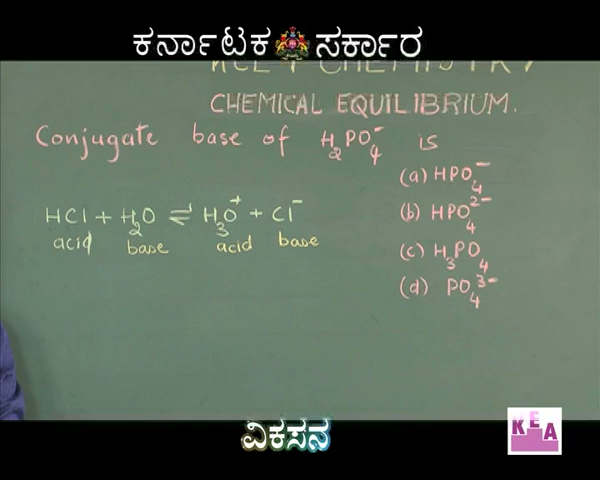 ಕರ್ನಾಟಕ ಸರ್ಕಾರ
CHEMISTRY
CHEMICAL EQUILIBRIUM.
Conjugate base of H₂PO₄⁻ is
(a) HPO₄⁻
(b) HPO₄²⁻
(c) H₃PO₄
(d) PO₄³⁻
HCl + H₂O ⇌ H₃O⁺ + Cl⁻
acid base acid base
ವಿಕಸನ
KEA